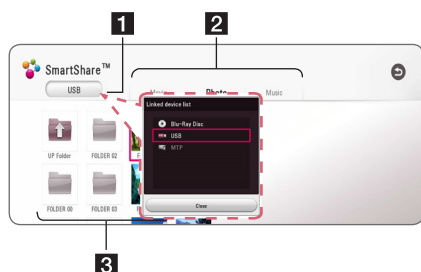 1
2
SmartShare™
USB
Photo
Music
Linked device list
Blu-Ray Disc
USB
MTP
Close
UP Folder
FOLDER 02
FOLDER 00
FOLDER 03
3